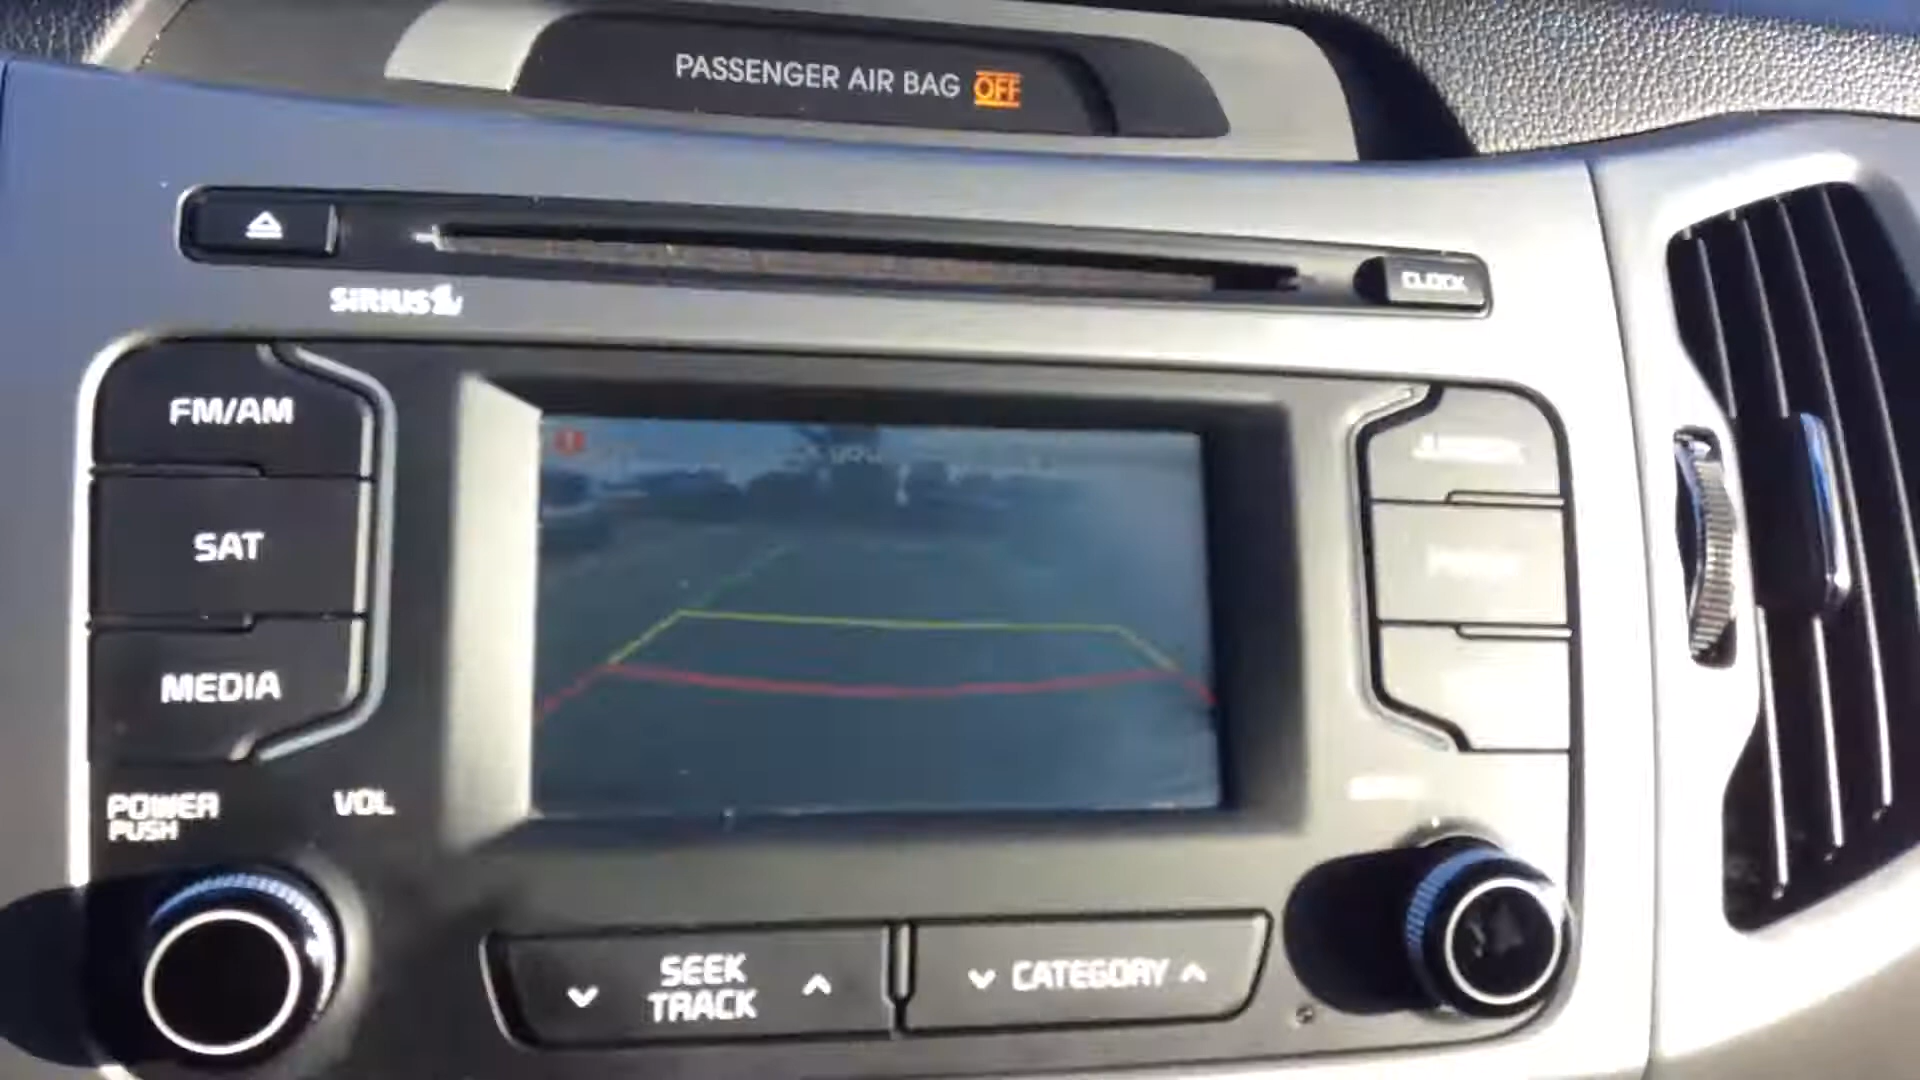 PASSENGER AIR BAG OFF
CLOCK
SIRIUS
FM/AM
SAT
MEDIA
POWER
PUSH
VOL
SEEK
TRACK
CATEGORY